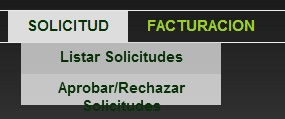 SOLICITUD FACTURACION
Listar Solicitudes
Aprobar/Rechazar
Solicitudes